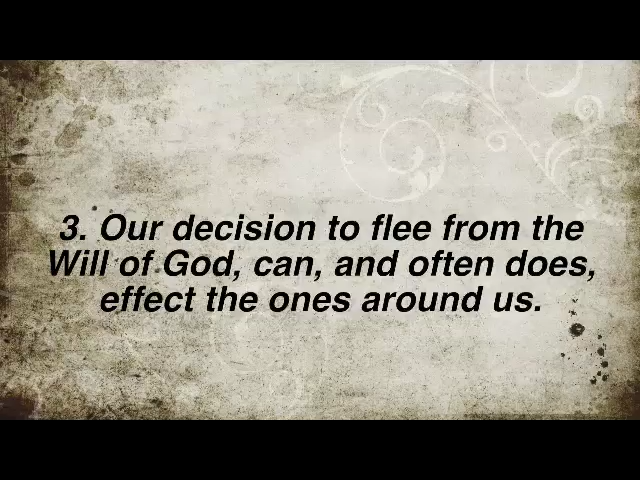 3. Our decision to flee from the
Will of God, can, and often does,
effect the ones around us.